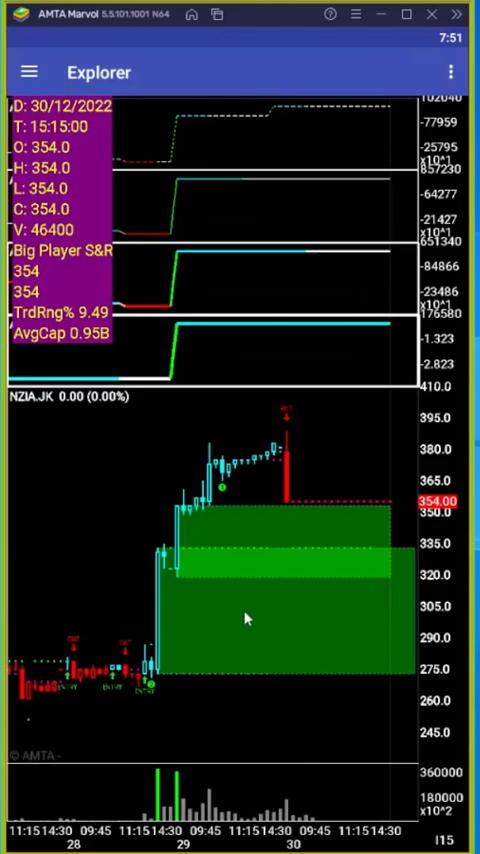 AMTA Marvol 5.5.101.1001 N64
7:51
Explorer
D: 30/12/2022
T: 15:15:00
O: 354.0
H: 354.0
L: 354.0
C: 354.0
V: 46400
Big Player S&R
354
354
TrdRng% 9.49
AvgCap 0.95B
102040
-77959
-25795
x10^1
857230
-64277
-21427
x10^1
651340
-84866
-23486
x10^1
176580
-1.323
-2.823
410.0
NZIA.JK 0.00 (0.00%)
395.0
380.0
365.0
354.00
350.0
335.0
320.0
305.0
290.0
275.0
260.0
245.0
ENTRY
ENTRY
ENTRY
© AMTA -
360000
180000
x10^2
11:15 14:30 09:45 11:15 14:30 09:45 11:15 14:30 09:45 11:15 14:30
28 29 30
I15